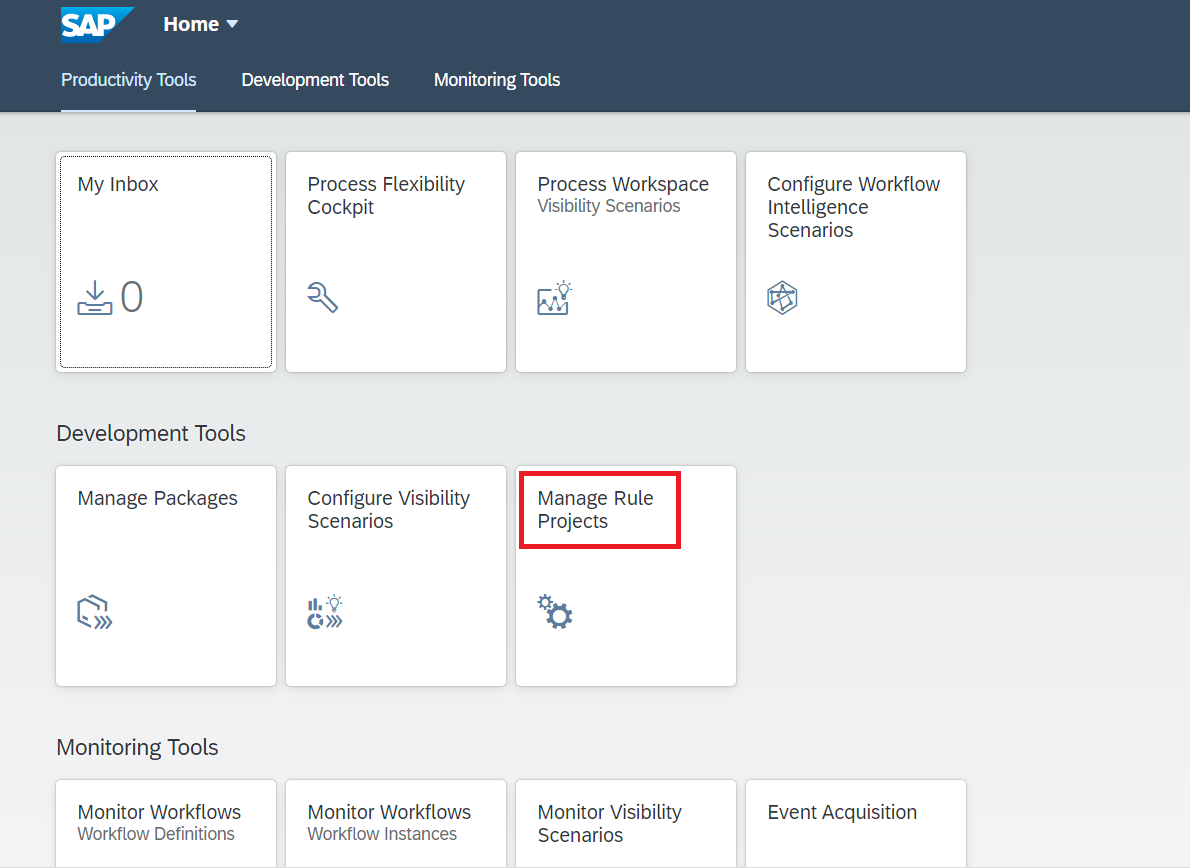 SAP
Home
Productivity Tools
Development Tools
Monitoring Tools
My Inbox
0
Process Flexibility
Cockpit
Process Workspace
Visibility Scenarios
Configure Workflow
Intelligence
Scenarios
Development Tools
Manage Packages
Configure Visibility
Scenarios
Manage Rule
Projects
Monitoring Tools
Monitor Workflows
Workflow Definitions
Monitor Workflows
Workflow Instances
Monitor Visibility
Scenarios
Event Acquisition